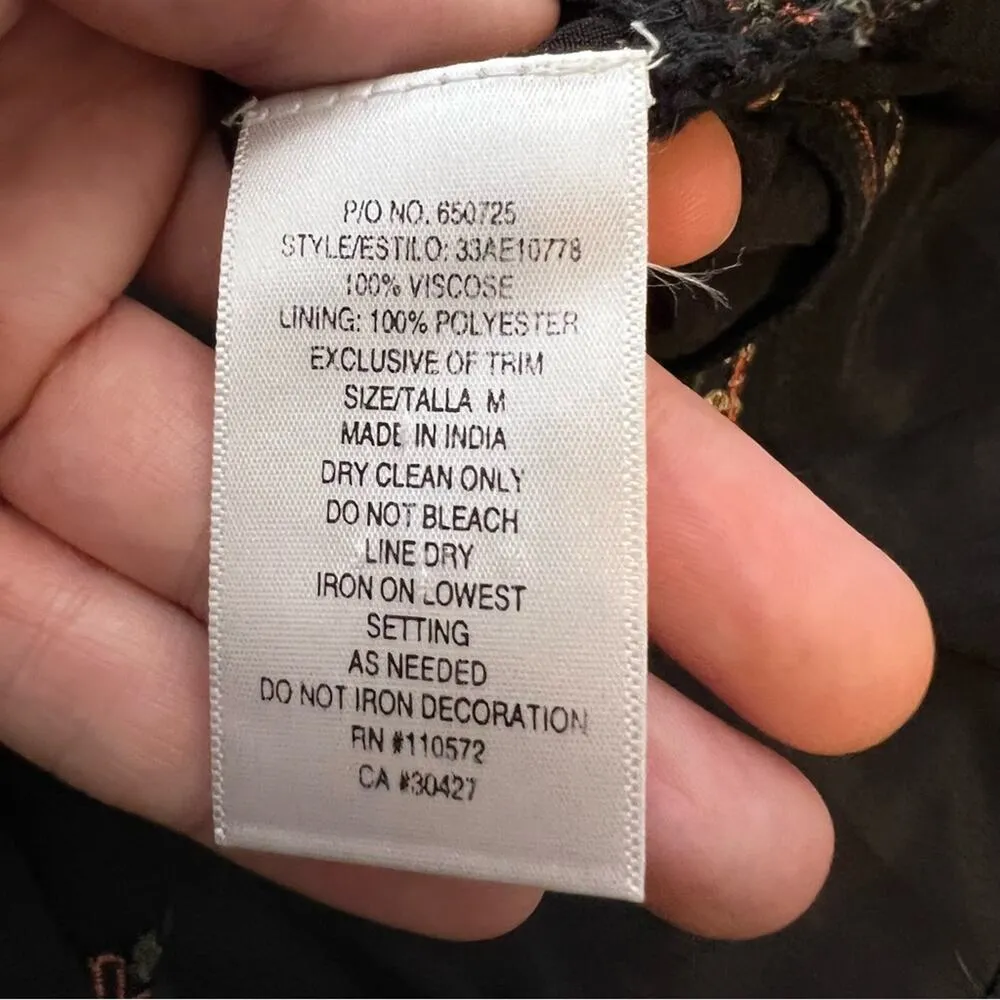 P/O NO. 650725
STYLE/ESTILO: 33AE10778
100% VISCOSE
LINING: 100% POLYESTER
EXCLUSIVE OF TRIM
SIZE/TALLA M
MADE IN INDIA
DRY CLEAN ONLY
DO NOT BLEACH
LINE DRY
IRON ON LOWEST
SETTING
AS NEEDED
DO NOT IRON DECORATION
RN #110572
CA #30427